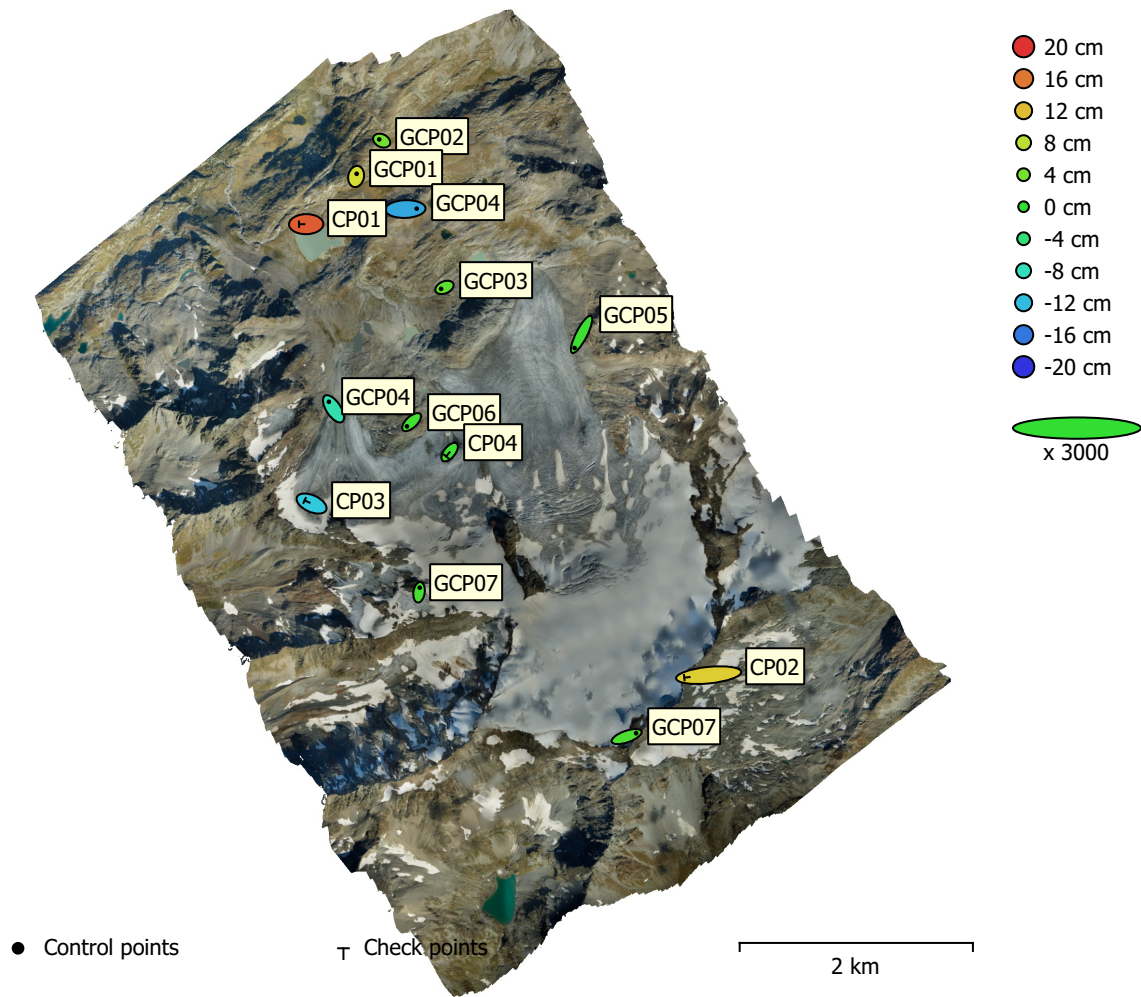 GCP02
GCP01
GCP04
CP01
GCP03
GCP05
GCP04
GCP06
CP04
CP03
GCP07
CP02
GCP07
20 cm
16 cm
12 cm
8 cm
4 cm
0 cm
-4 cm
-8 cm
-12 cm
-16 cm
-20 cm
x 3000
Control points
Check points
2 km